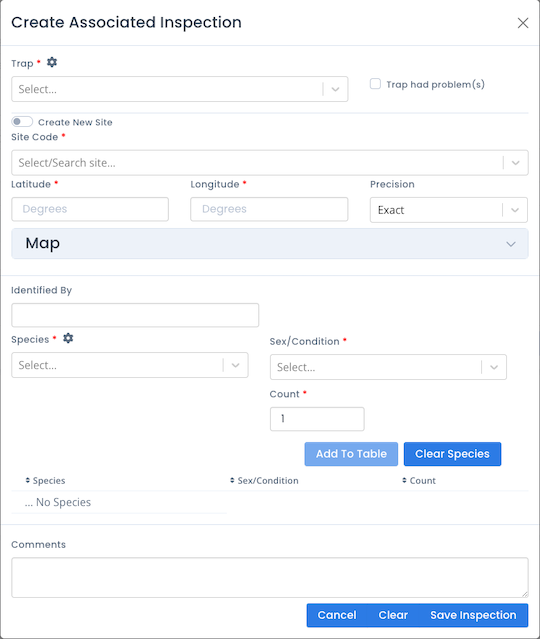 Create Associated Inspection
Trap *
Select...
Trap had problem(s)
Create New Site
Site Code *
Select/Search site...
Latitude * Longitude * Precision
Degrees Degrees Exact
Map
Identified By
Species * Sex/Condition *
Select... Select...
Count *
1
Add To Table Clear Species
Species Sex/Condition Count
... No Species
Comments
Cancel Clear Save Inspection